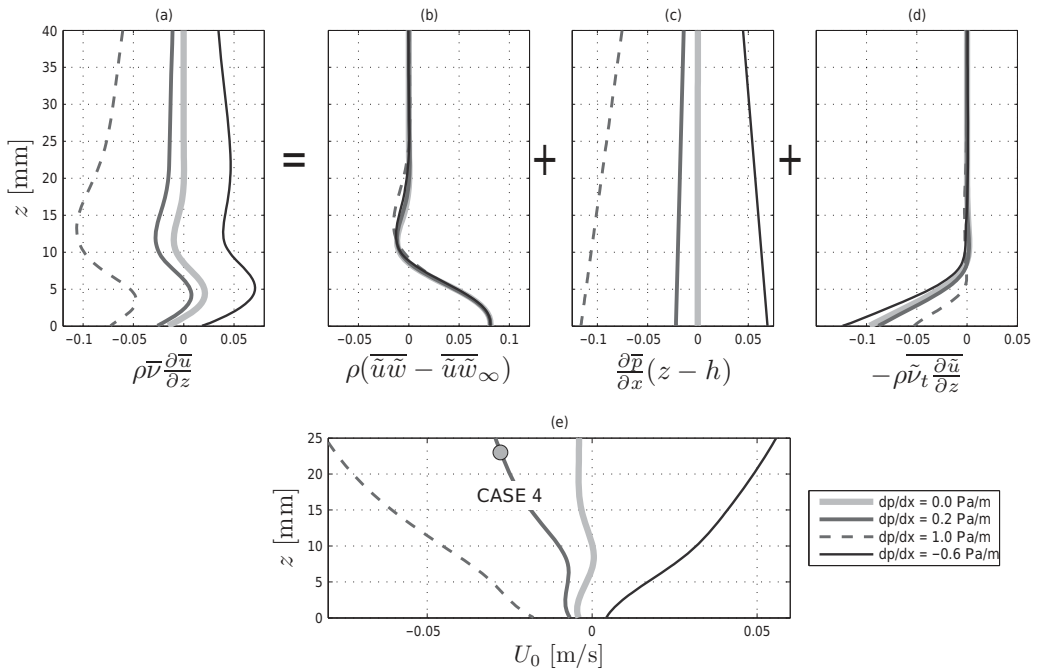 (a) (b) (c) (d)
40
35
30
25
20
15
10
5
0
z [mm]
= + +
−0.1 −0.05 0 0.05
−0.05 0 0.05 0.1
−0.1 −0.05 0 0.05
−0.1 −0.05 0 0.05
ρν̅ ∂u̅/∂z
ρ(\overline{ũw̃} − \overline{ũw̃}_∞)
∂p̅/∂x (z − h)
−ρ\overline{ν̃_t ∂ũ/∂z}
(e)
25
20
15
10
5
0
z [mm]
CASE 4
−0.05 0 0.05
U₀ [m/s]
dp/dx = 0.0 Pa/m
dp/dx = 0.2 Pa/m
dp/dx = 1.0 Pa/m
dp/dx = −0.6 Pa/m